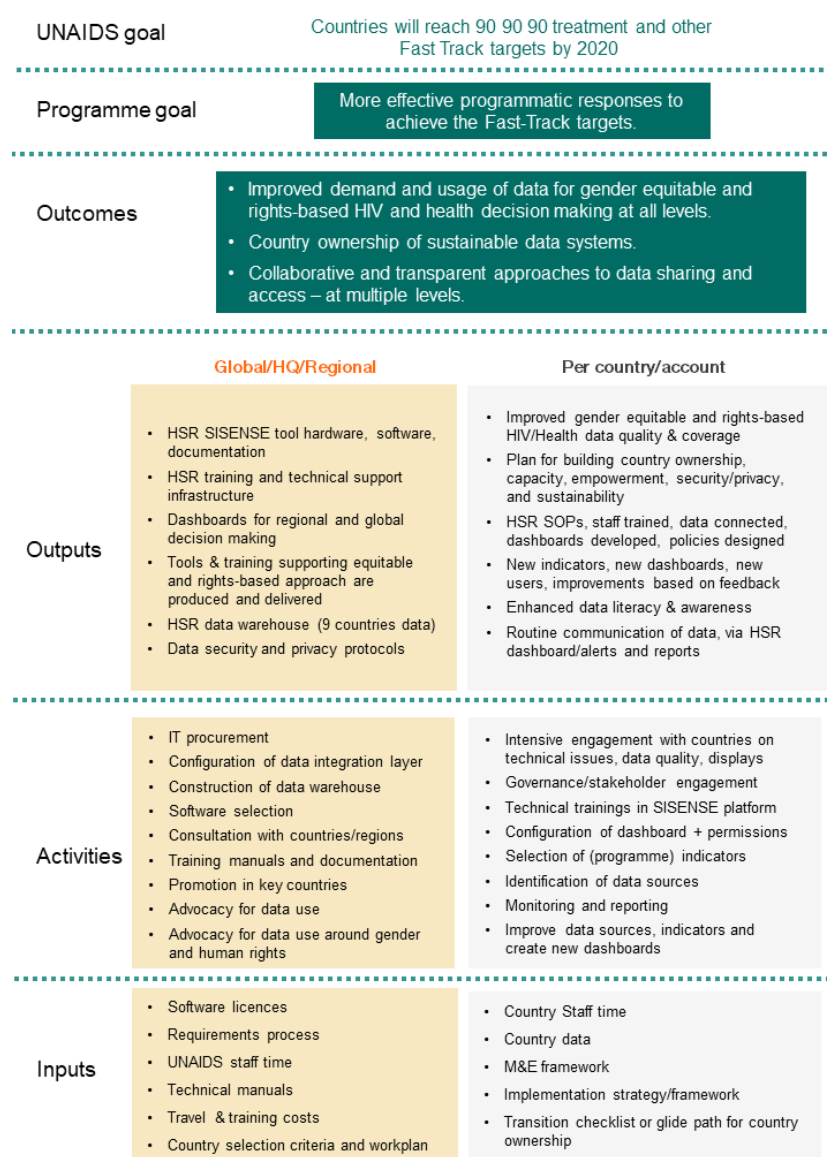 UNAIDS goal
Countries will reach 90 90 90 treatment and other
Fast Track targets by 2020
Programme goal
More effective programmatic responses to
achieve the Fast-Track targets.
Outcomes
• Improved demand and usage of data for gender equitable and
rights-based HIV and health decision making at all levels.
• Country ownership of sustainable data systems.
• Collaborative and transparent approaches to data sharing and
access – at multiple levels.
Outputs
Global/HQ/Regional
• HSR SISENSE tool hardware, software,
documentation
• HSR training and technical support
infrastructure
• Dashboards for regional and global
decision making
• Tools & training supporting equitable
and rights-based approach are
produced and delivered
• HSR data warehouse (9 countries data)
• Data security and privacy protocols
Per country/account
• Improved gender equitable and rights-based
HIV/Health data quality & coverage
• Plan for building country ownership,
capacity, empowerment, security/privacy,
and sustainability
• HSR SOPs, staff trained, data connected,
dashboards developed, policies designed
• New indicators, new dashboards, new
users, improvements based on feedback
• Enhanced data literacy & awareness
• Routine communication of data, via HSR
dashboard/alerts and reports
Activities
• IT procurement
• Configuration of data integration layer
• Construction of data warehouse
• Software selection
• Consultation with countries/regions
• Training manuals and documentation
• Promotion in key countries
• Advocacy for data use
• Advocacy for data use around gender
and human rights
• Intensive engagement with countries on
technical issues, data quality, displays
• Governance/stakeholder engagement
• Technical trainings in SISENSE platform
• Configuration of dashboard + permissions
• Selection of (programme) indicators
• Identification of data sources
• Monitoring and reporting
• Improve data sources, indicators and
create new dashboards
Inputs
• Software licences
• Requirements process
• UNAIDS staff time
• Technical manuals
• Travel & training costs
• Country selection criteria and workplan
• Country Staff time
• Country data
• M&E framework
• Implementation strategy/framework
• Transition checklist or glide path for country
ownership